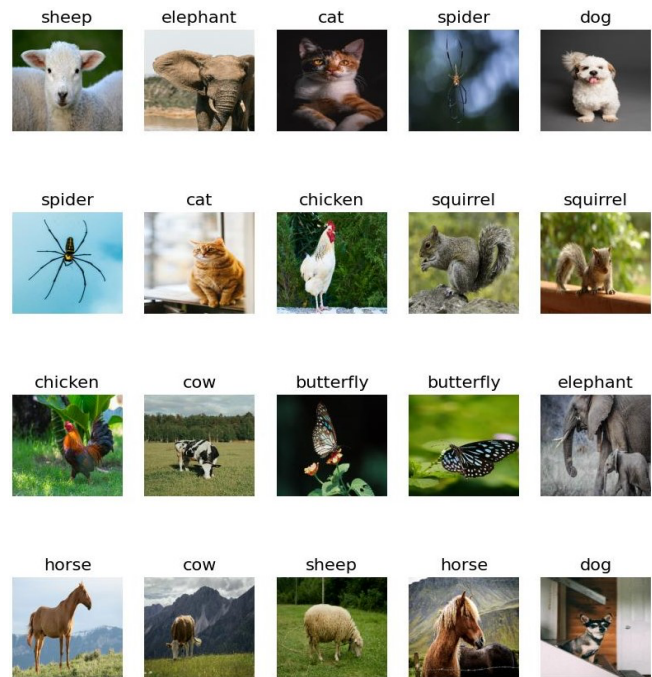 sheep elephant cat spider dog
spider cat chicken squirrel squirrel
chicken cow butterfly butterfly elephant
horse cow sheep horse dog